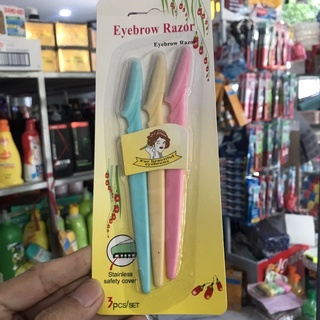 Eyebrow Razor
Eyebrow Razor
Stainless
safety cover
3pcs/SET